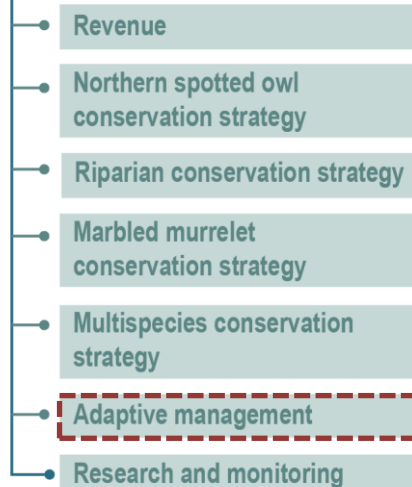 Revenue
Northern spotted owl
conservation strategy
Riparian conservation strategy
Marbled murrelet
conservation strategy
Multispecies conservation
strategy
Adaptive management
Research and monitoring